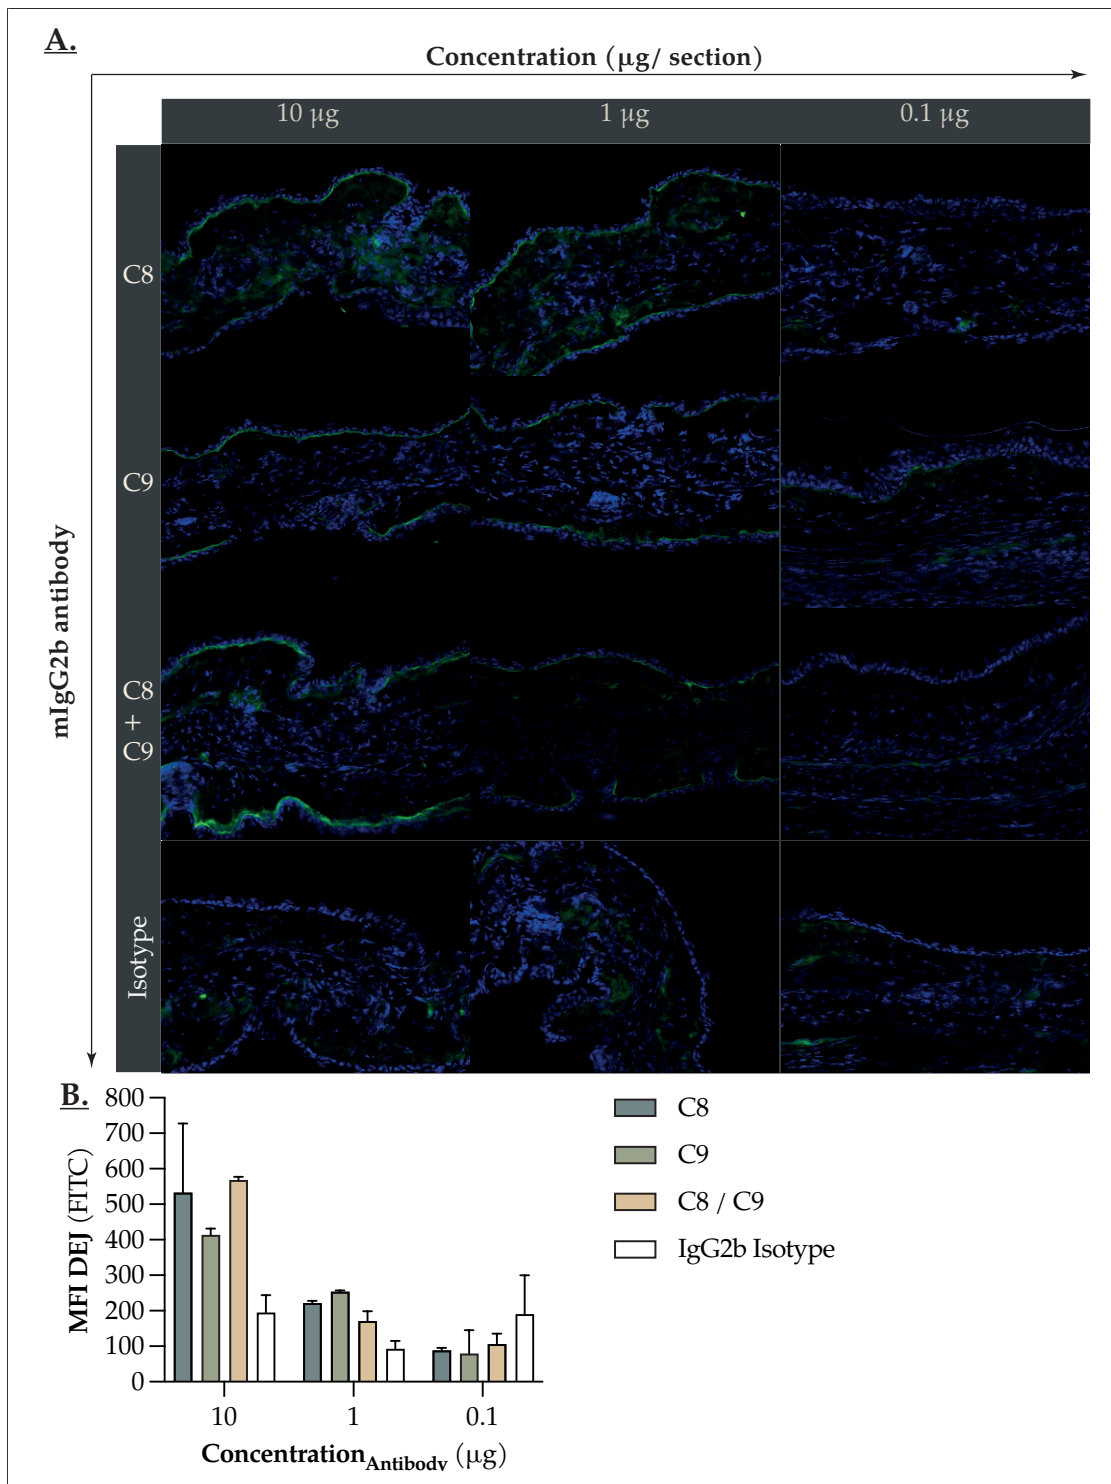 A.
Concentration (µg/ section)
10 µg 1 µg 0.1 µg
mIgG2b antibody
C8
C9
C8
+
C9
Isotype
B.
MFI DEJ (FITC)
800
700
600
500
400
300
200
100
0
10 1 0.1
Concentration Antibody (µg)
C8
C9
C8 / C9
IgG2b Isotype